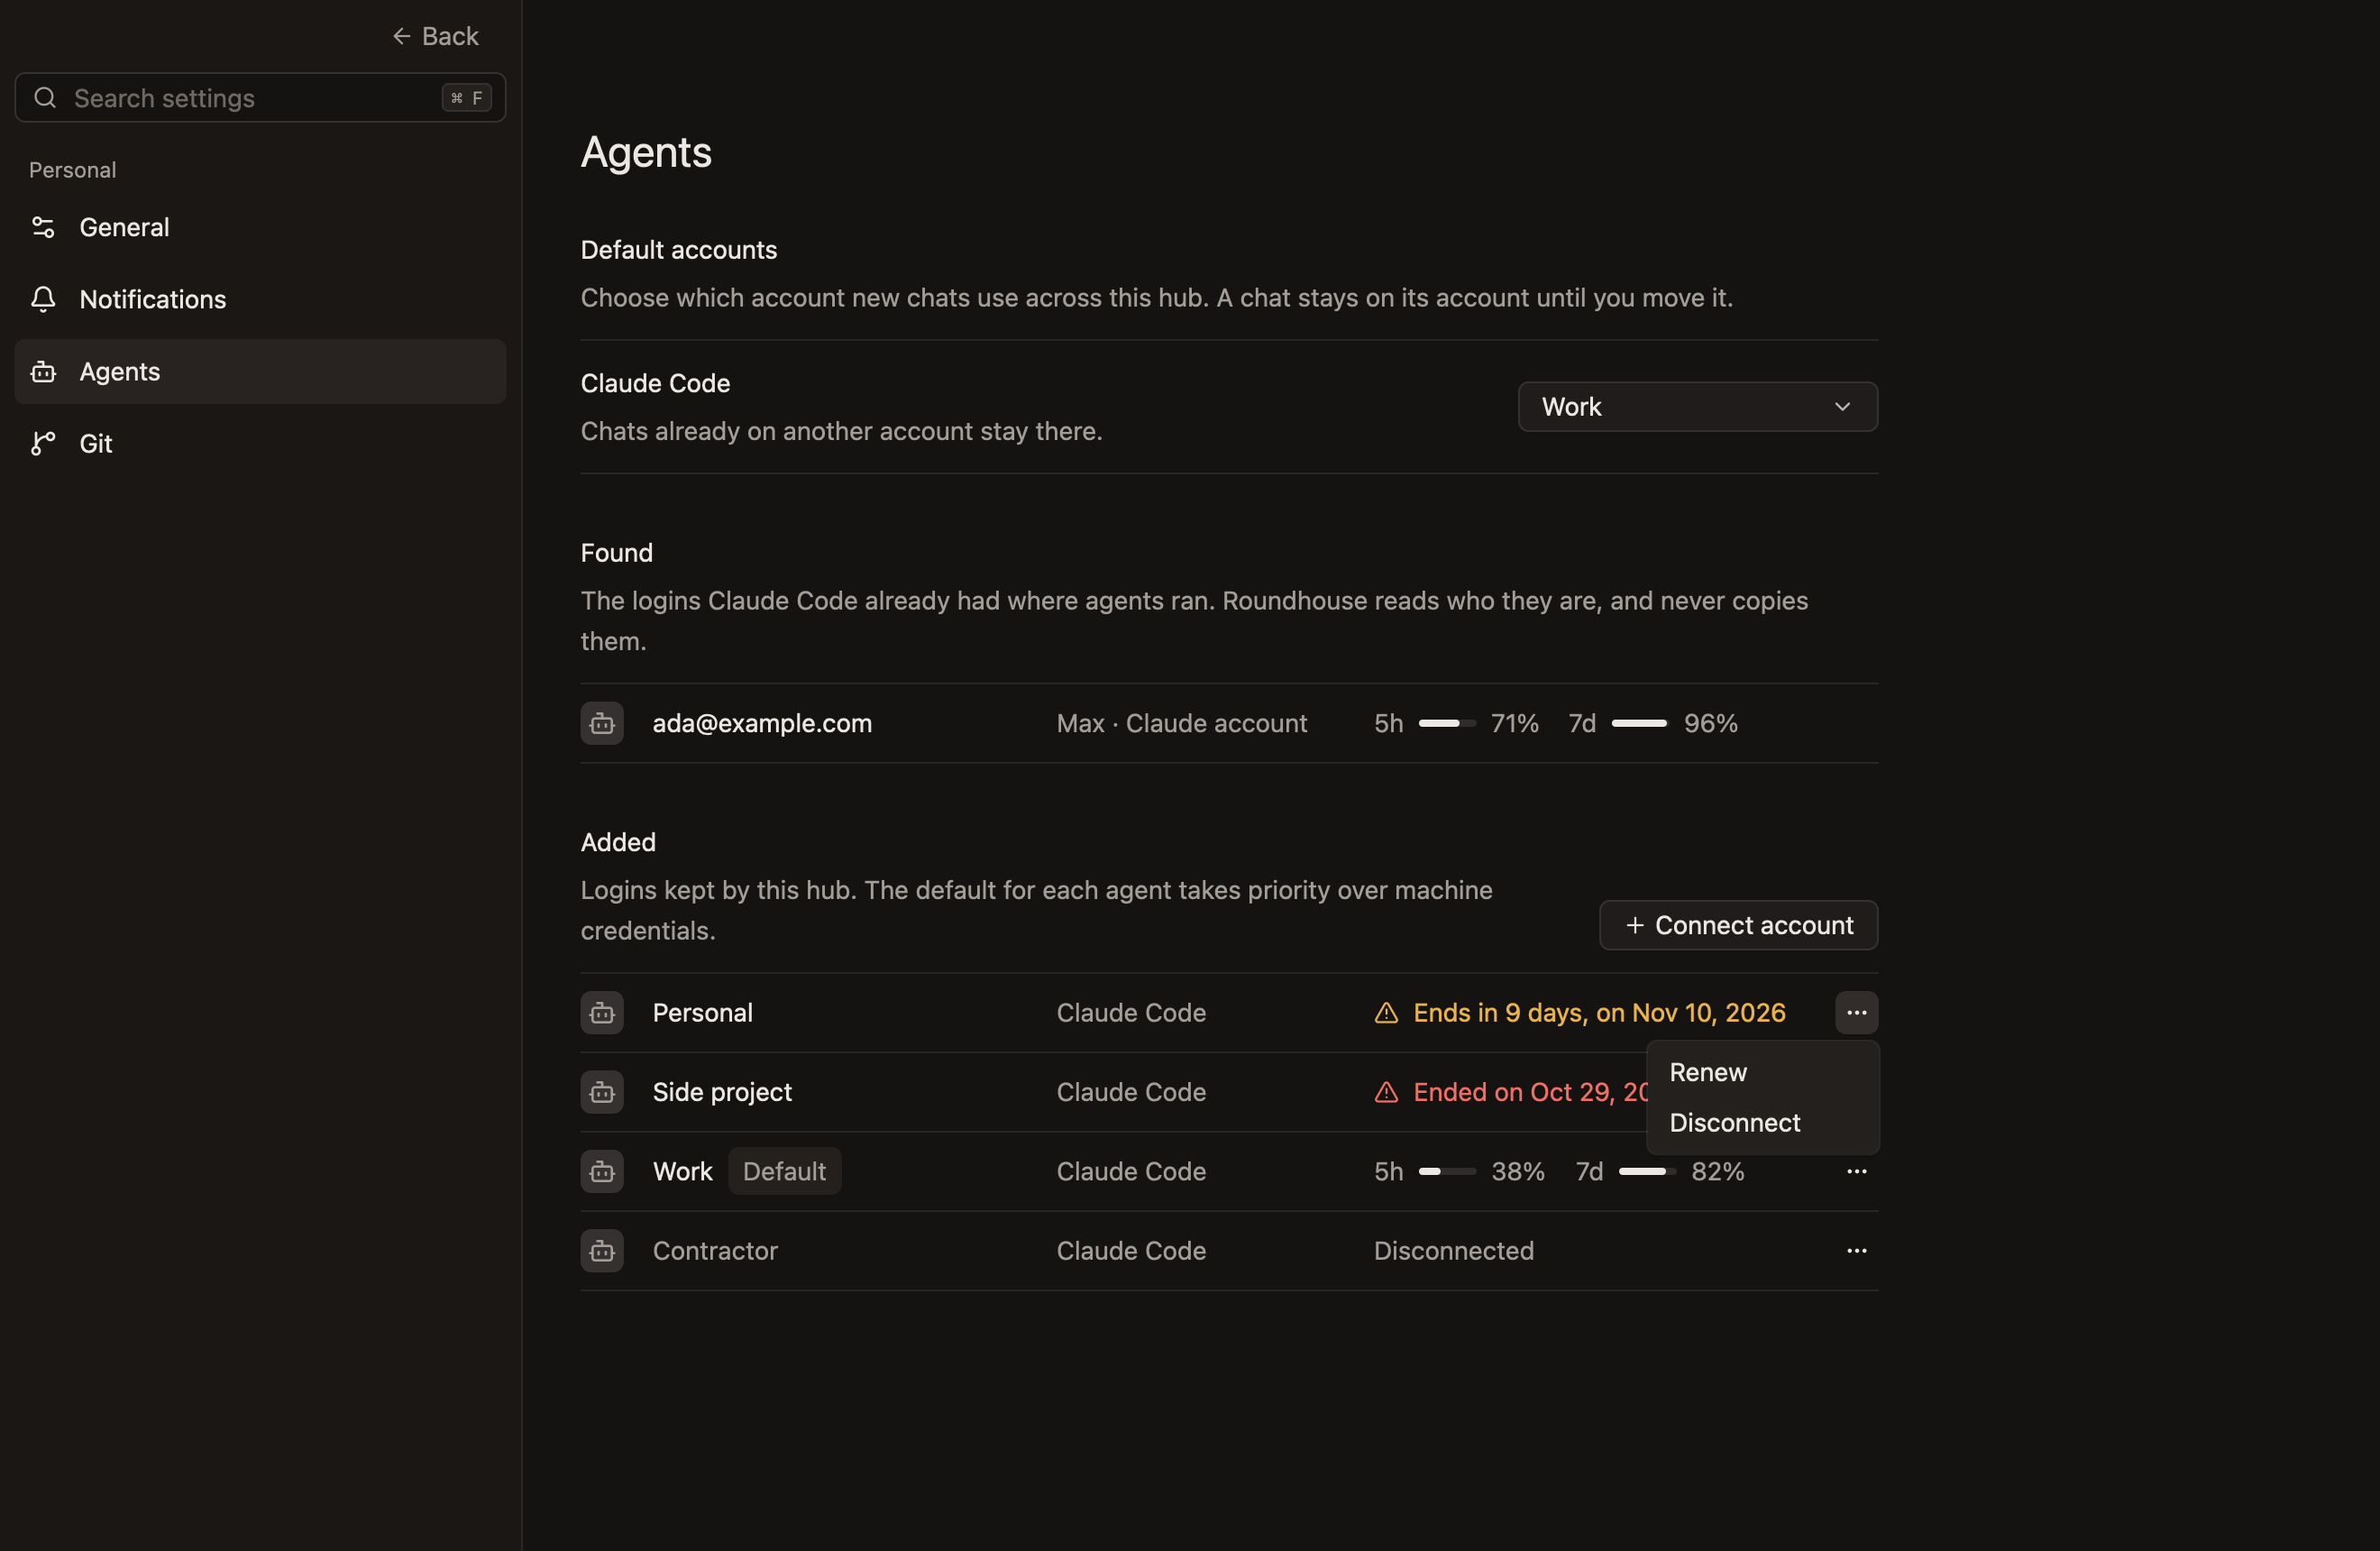 Back
Search settings
⌘ F
Personal
General
Notifications
Agents
Git
Agents
Default accounts
Choose which account new chats use across this hub. A chat stays on its account until you move it.
Claude Code
Chats already on another account stay there.
Work
Found
The logins Claude Code already had where agents ran. Roundhouse reads who they are, and never copies
them.
ada@example.com Max · Claude account 5h 71% 7d 96%
Added
Logins kept by this hub. The default for each agent takes priority over machine
credentials.
+ Connect account
Personal Claude Code Ends in 9 days, on Nov 10, 2026
Renew
Side project Claude Code Ended on Oct 29,
Disconnect
Work Default Claude Code 5h 38% 7d 82%
Contractor Claude Code Disconnected